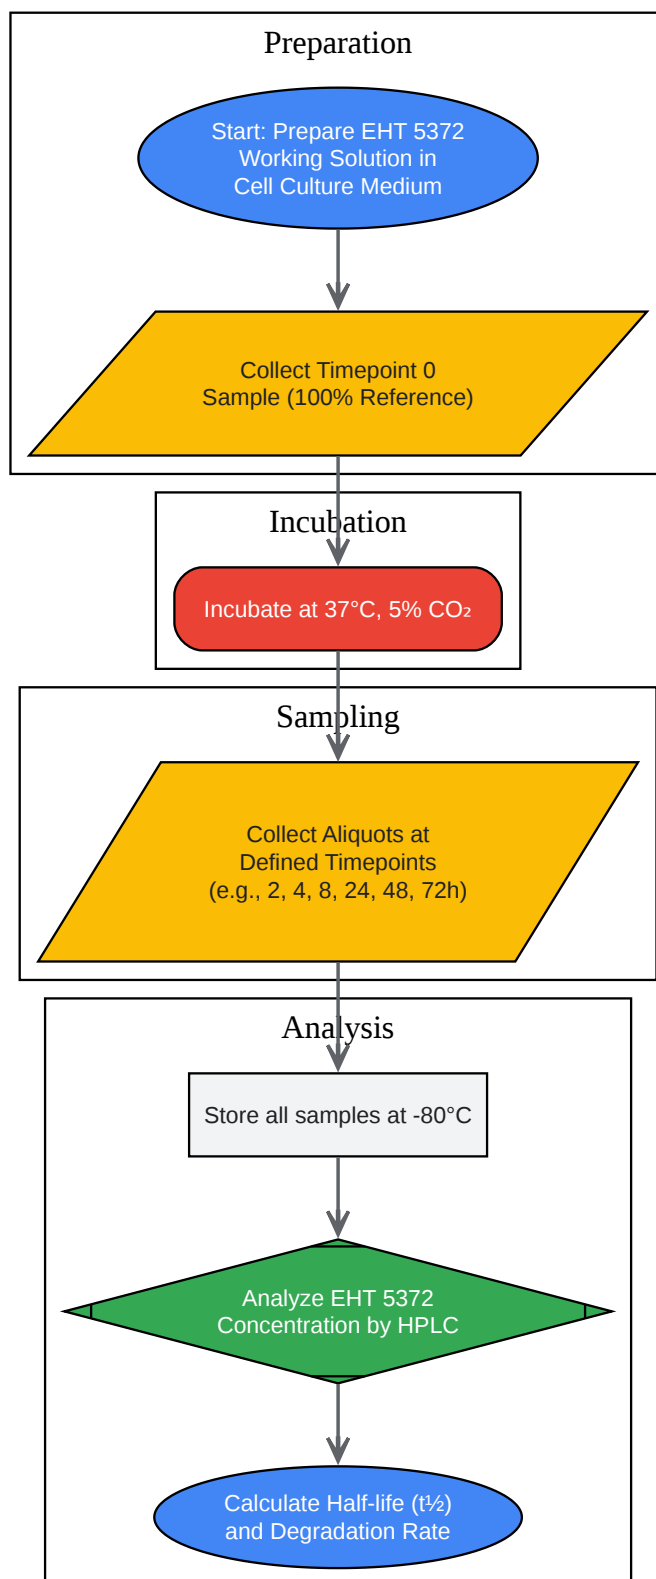 Preparation
Start: Prepare EHT 5372
Working Solution in
Cell Culture Medium
Collect Timepoint 0
Sample (100% Reference)
Incubation
Incubate at 37°C, 5% CO₂
Sampling
Collect Aliquots at
Defined Timepoints
(e.g., 2, 4, 8, 24, 48, 72h)
Analysis
Store all samples at -80°C
Analyze EHT 5372
Concentration by HPLC
Calculate Half-life (t½)
and Degradation Rate